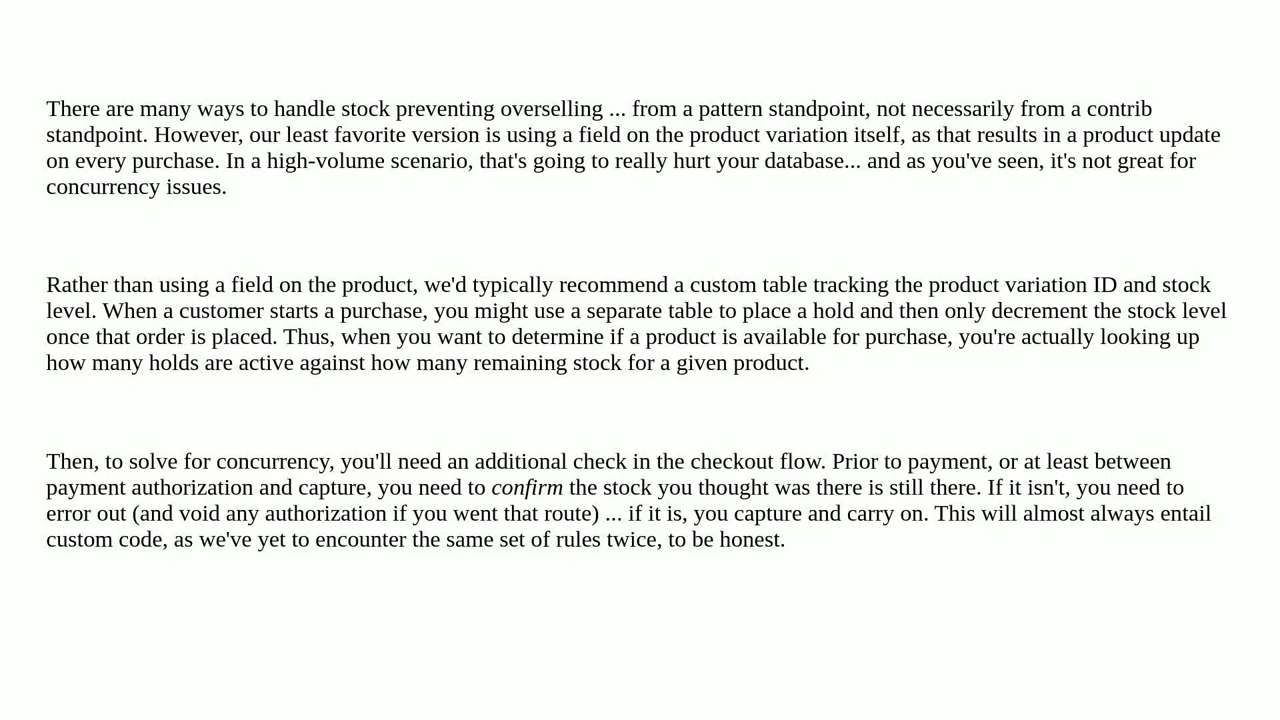 There are many ways to handle stock preventing overselling ... from a pattern standpoint, not necessarily from a contrib
standpoint. However, our least favorite version is using a field on the product variation itself, as that results in a product update
on every purchase. In a high-volume scenario, that's going to really hurt your database... and as you've seen, it's not great for
concurrency issues.
Rather than using a field on the product, we'd typically recommend a custom table tracking the product variation ID and stock
level. When a customer starts a purchase, you might use a separate table to place a hold and then only decrement the stock level
once that order is placed. Thus, when you want to determine if a product is available for purchase, you're actually looking up
how many holds are active against how many remaining stock for a given product.
Then, to solve for concurrency, you'll need an additional check in the checkout flow. Prior to payment, or at least between
payment authorization and capture, you need to confirm the stock you thought was there is still there. If it isn't, you need to
error out (and void any authorization if you went that route) ... if it is, you capture and carry on. This will almost always entail
custom code, as we've yet to encounter the same set of rules twice, to be honest.